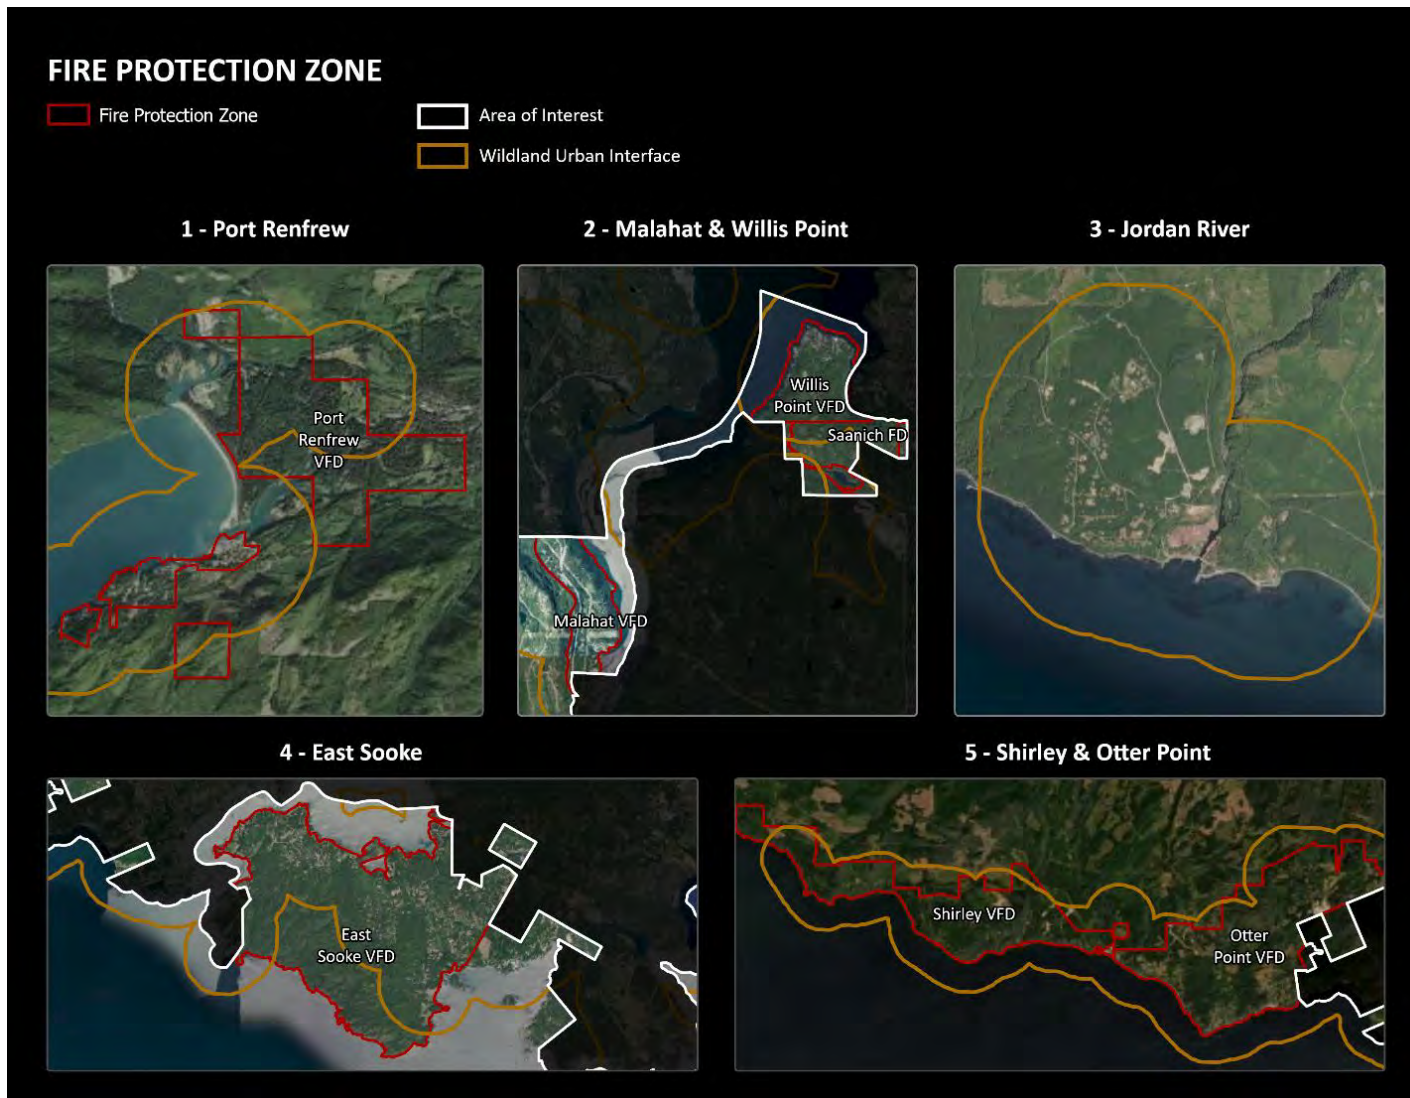 FIRE PROTECTION ZONE
Fire Protection Zone
Area of Interest
Wildland Urban Interface
1 - Port Renfrew
2 - Malahat & Willis Point
3 - Jordan River
Port
Renfrew
VFD
Willis
Point VFD
Saanich FD
Malahat VFD
4 - East Sooke
5 - Shirley & Otter Point
East
Sooke VFD
Shirley VFD
Otter
Point VFD